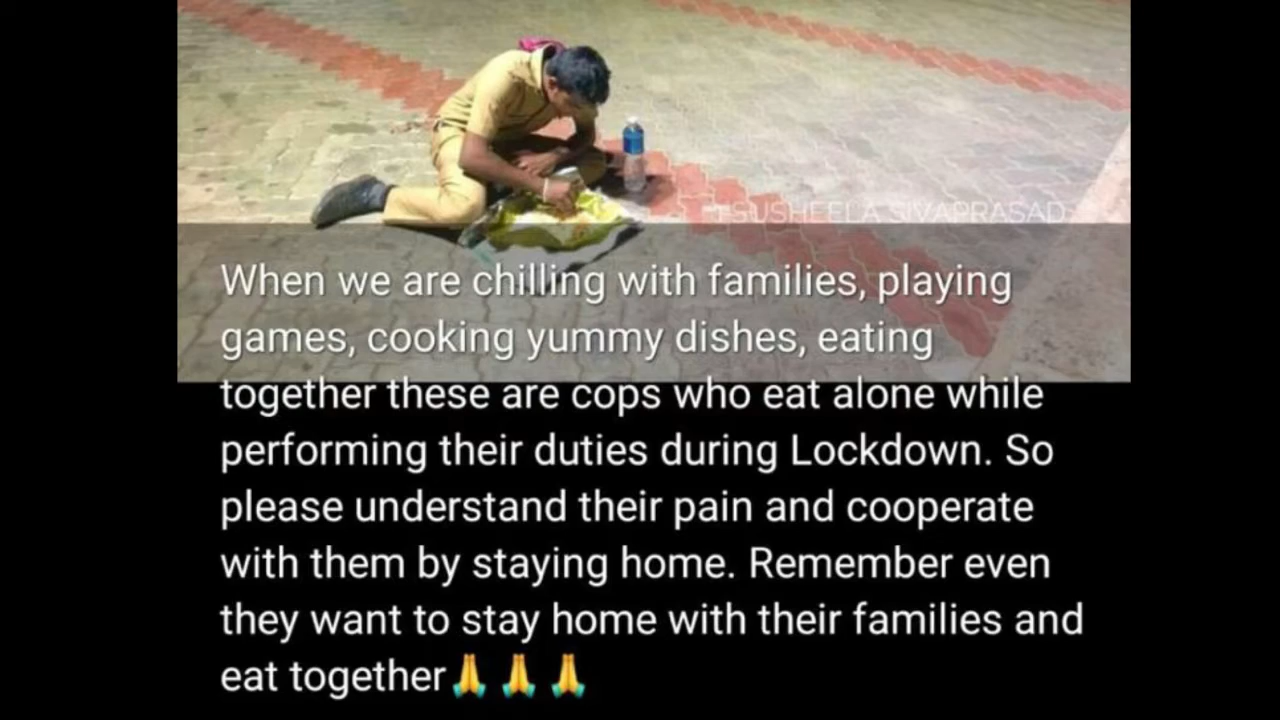 SUSHEELA SIVAPRASAD
When we are chilling with families, playing
games, cooking yummy dishes, eating
together these are cops who eat alone while
performing their duties during Lockdown. So
please understand their pain and cooperate
with them by staying home. Remember even
they want to stay home with their families and
eat together🙏🙏🙏